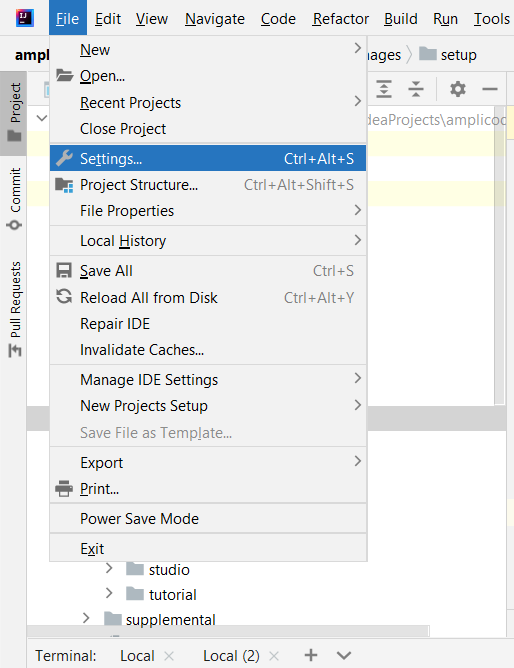 IJ
File Edit View Navigate Code Refactor Build Run Tools
ages setup
New
Open...
Recent Projects
Close Project
deaProjects\amplicod
Settings... Ctrl+Alt+S
Project Structure... Ctrl+Alt+Shift+S
File Properties
Local History
Save All Ctrl+S
Reload All from Disk Ctrl+Alt+Y
Repair IDE
Invalidate Caches...
Manage IDE Settings
New Projects Setup
Save File as Template...
Export
Print...
Power Save Mode
Exit
studio
tutorial
supplemental
Project
Commit
Pull Requests
Terminal: Local Local (2)